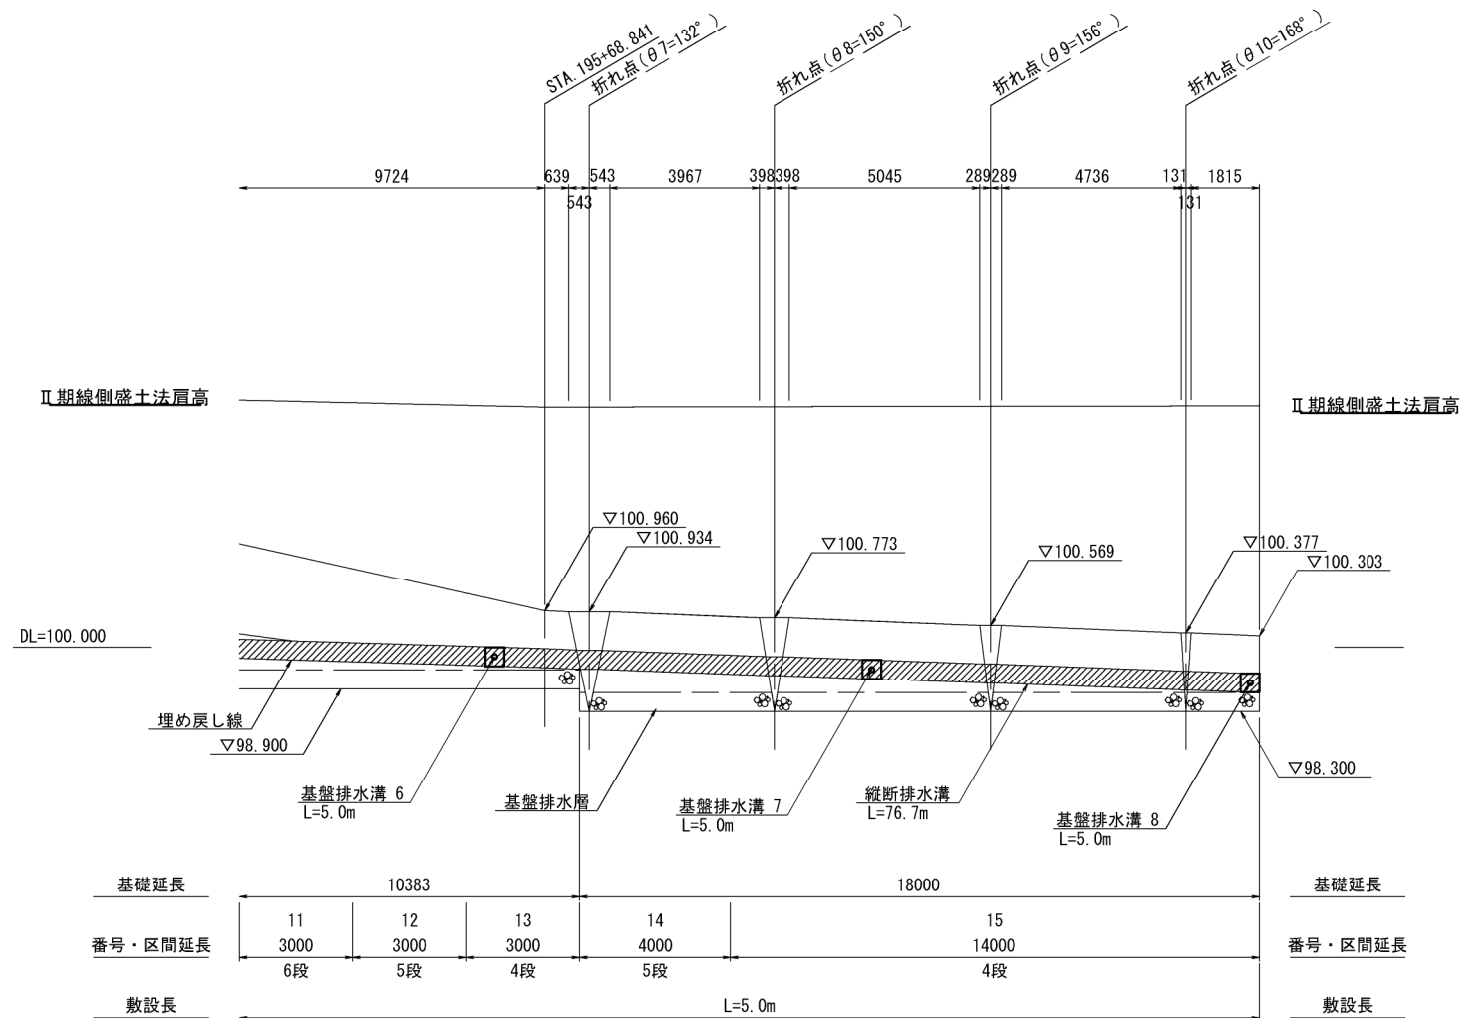 STA.195+68.841
折れ点(θ7=132°)
折れ点(θ8=150°)
折れ点(θ9=156°)
折れ点(θ10=168°)
9724
639
543
543
3967
398
398
5045
289
289
4736
131
131
1815
Ⅱ期線側盛土法肩高
Ⅱ期線側盛土法肩高
▽100.960
▽100.934
▽100.773
▽100.569
▽100.377
▽100.303
DL=100.000
埋め戻し線
▽98.900
▽98.300
基盤排水溝 6
L=5.0m
基盤排水層
基盤排水溝 7
L=5.0m
縦断排水溝
L=76.7m
基盤排水溝 8
L=5.0m
基礎延長 10383 18000 基礎延長
11 12 13 14 15
番号・区間延長 3000 3000 3000 4000 14000 番号・区間延長
6段 5段 4段 5段 4段
敷設長 L=5.0m 敷設長